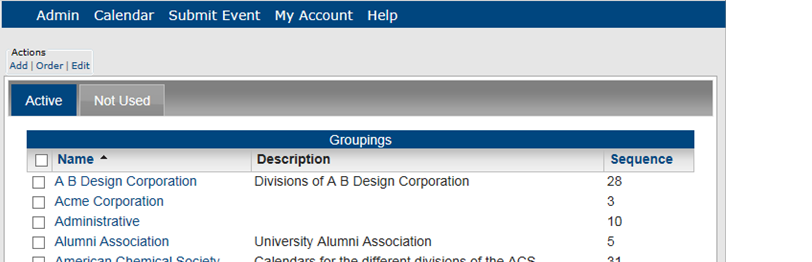 Admin Calendar Submit Event My Account Help
Actions
Add | Order | Edit
Active Not Used
Groupings
Name Description Sequence
A B Design Corporation Divisions of A B Design Corporation 28
Acme Corporation 3
Administrative 10
Alumni Association University Alumni Association 5
American Chemical Society Calendars for the different divisions of the ACS 31